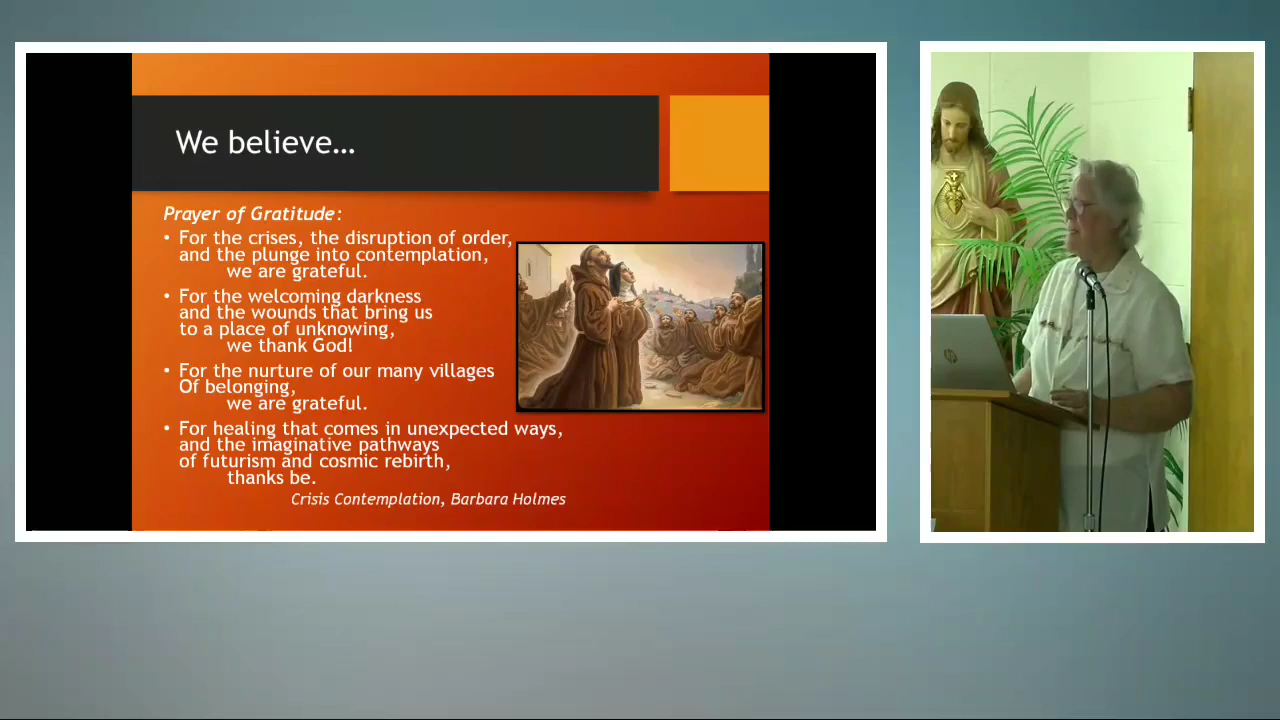 We believe...
Prayer of Gratitude:
• For the crises, the disruption of order,
and the plunge into contemplation,
we are grateful.
• For the welcoming darkness
and the wounds that bring us
to a place of unknowing,
we thank God!
• For the nurture of our many villages
Of belonging,
we are grateful.
• For healing that comes in unexpected ways,
and the imaginative pathways
of futurism and cosmic rebirth,
thanks be.
Crisis Contemplation, Barbara Holmes
hp